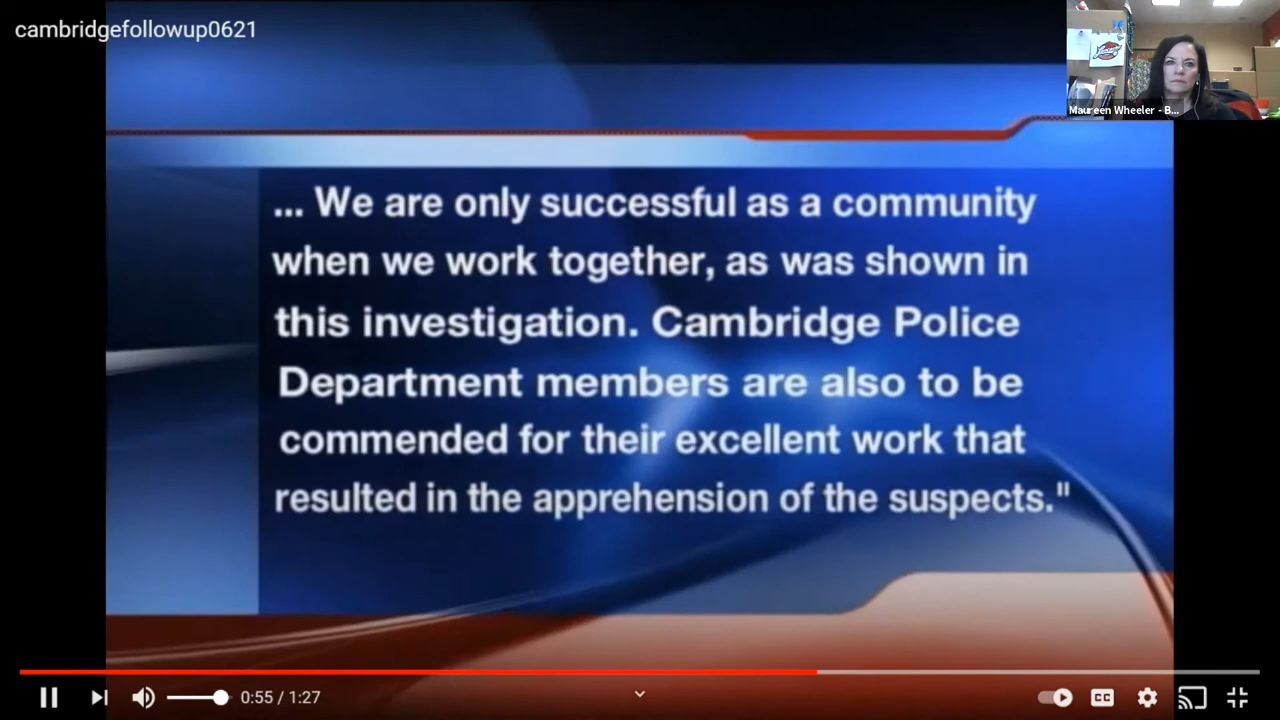 cambridgefollowup0621
Maureen Wheeler - B...
... We are only successful as a community
when we work together, as was shown in
this investigation. Cambridge Police
Department members are also to be
commended for their excellent work that
resulted in the apprehension of the suspects."
0:55 / 1:27
CC